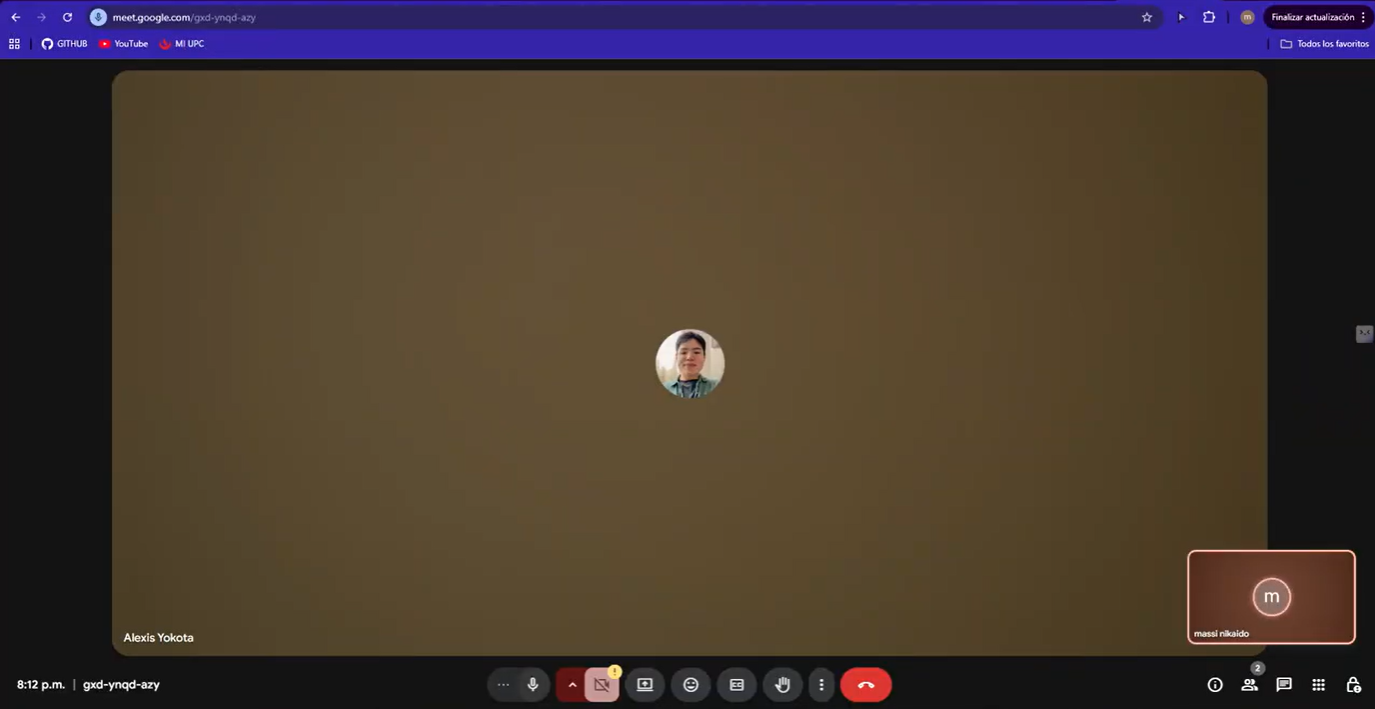 meet.google.com/gxd-ynqd-azy
m
Finalizar actualización
GITHUB
YouTube
MI UPC
Todos los favoritos
m
massi nikaido
Alexis Yokota
2
8:12 p.m. | gxd-ynqd-azy